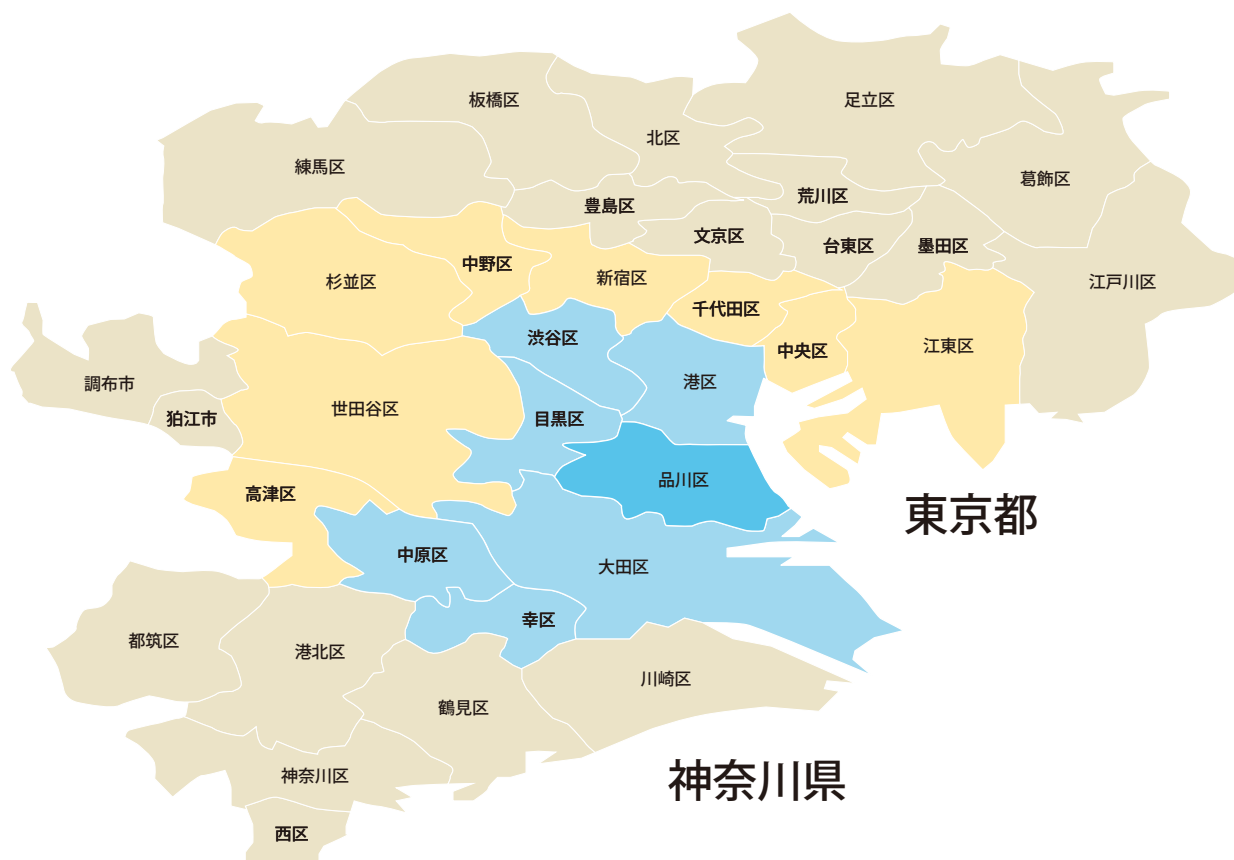 板橋区
足立区
北区
練馬区
葛飾区
荒川区
豊島区
文京区
台東区
墨田区
中野区
新宿区
杉並区
江戸川区
千代田区
渋谷区
中央区
江東区
港区
調布市
世田谷区
狛江市
目黒区
品川区
高津区
東京都
中原区
大田区
幸区
都筑区
港北区
川崎区
鶴見区
神奈川区
神奈川県
西区